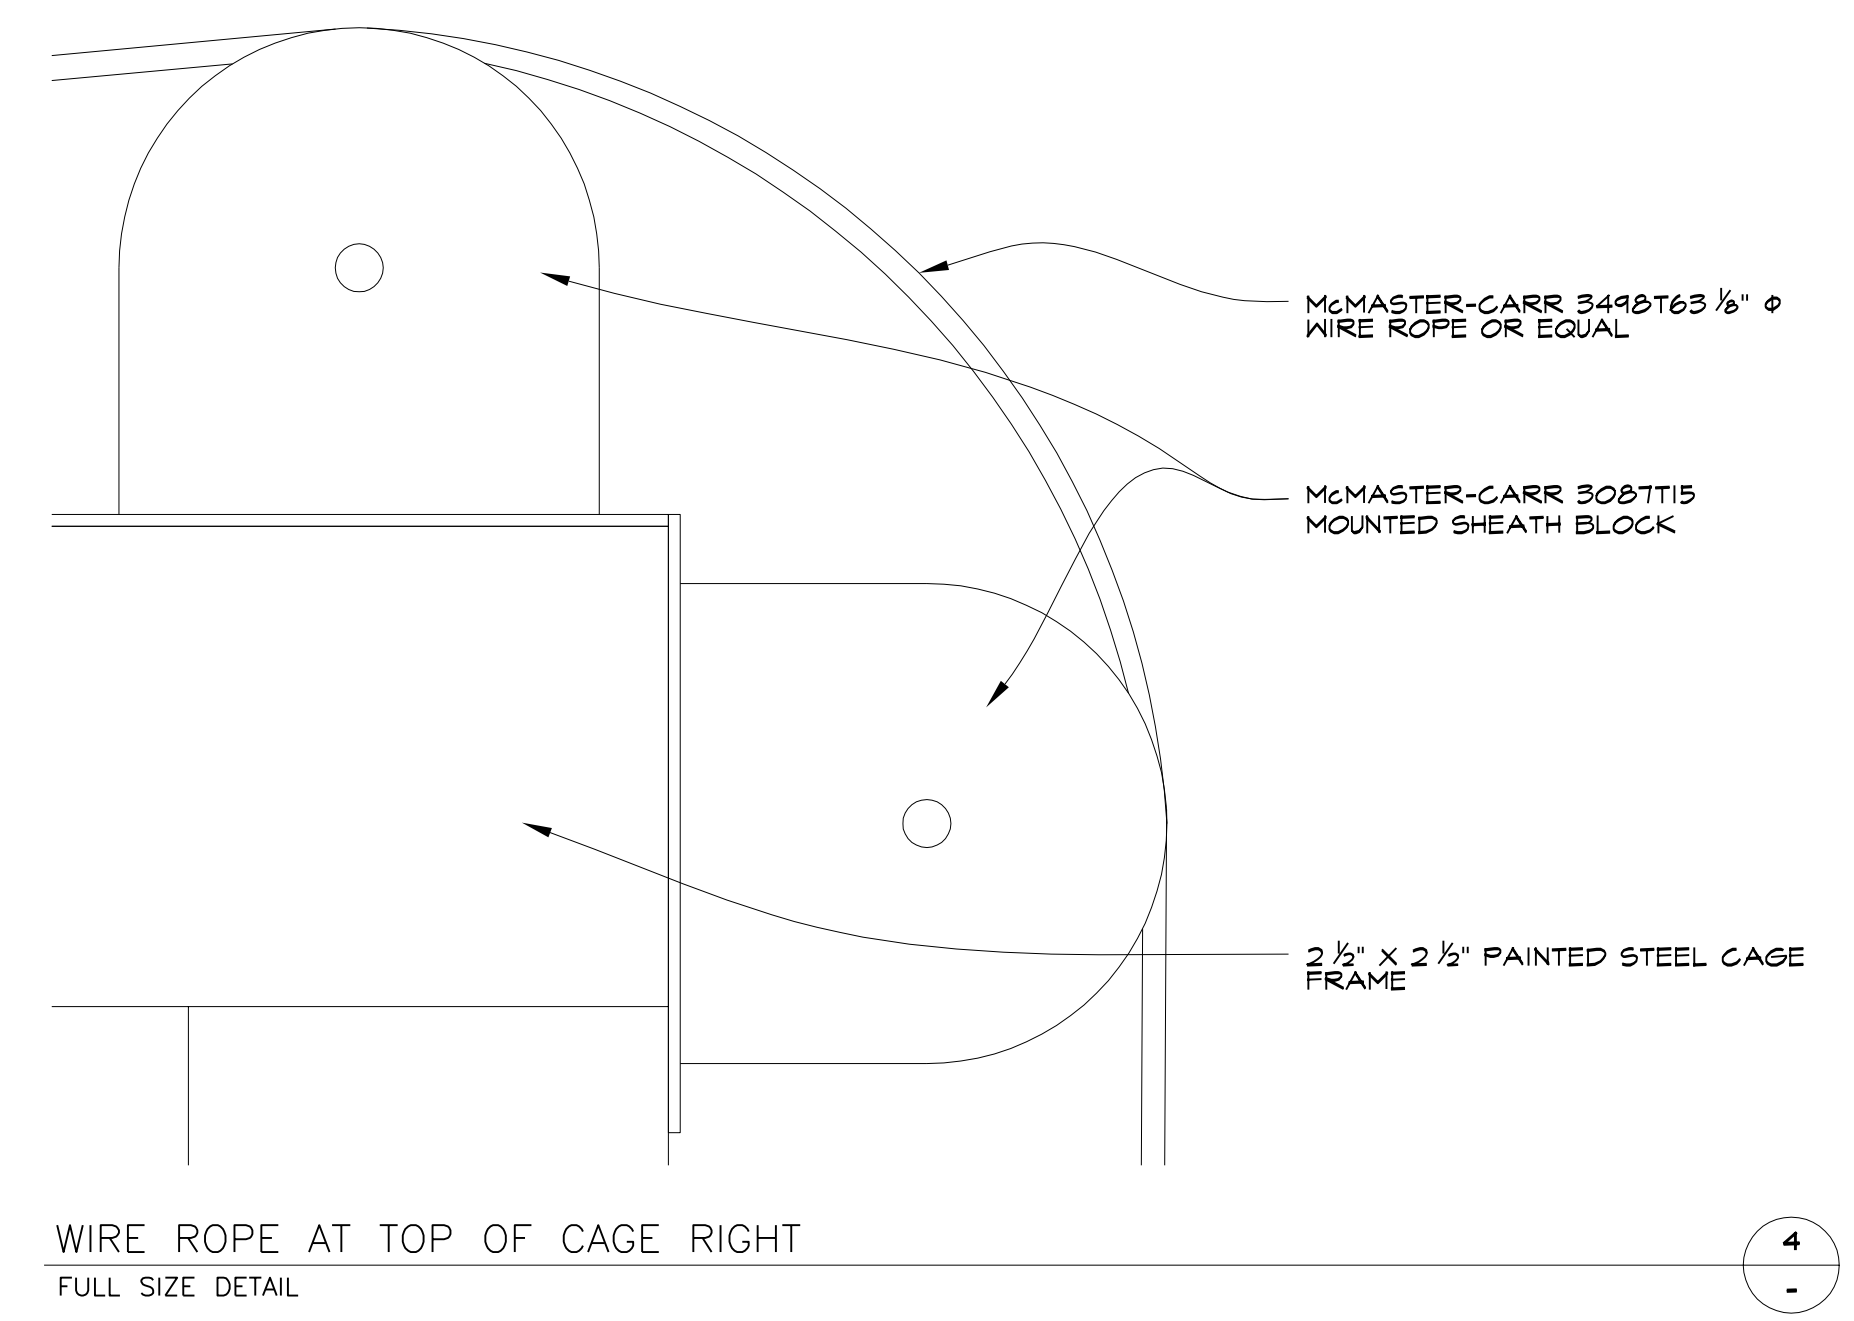 McMASTER-CARR 3498T63 ⅛" Φ
WIRE ROPE OR EQUAL
McMASTER-CARR 3087T15
MOUNTED SHEATH BLOCK
2 ½" X 2 ½" PAINTED STEEL CAGE
FRAME
WIRE ROPE AT TOP OF CAGE RIGHT
FULL SIZE DETAIL
4
-